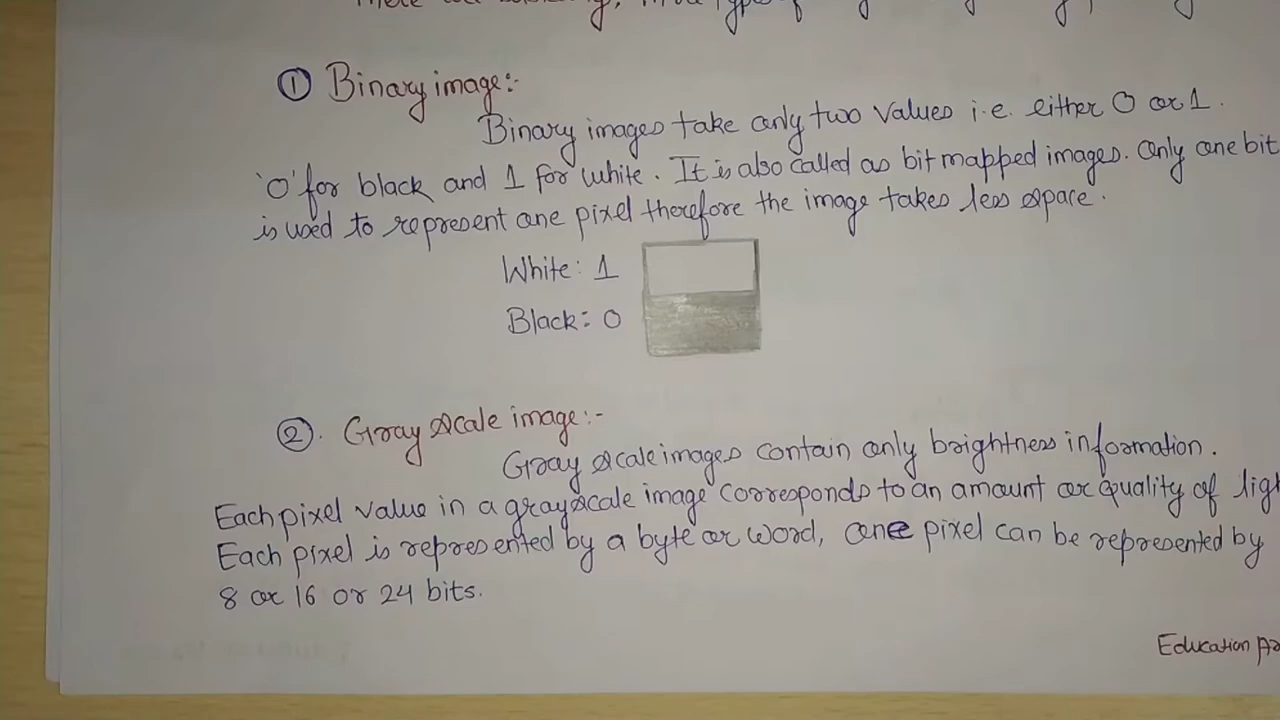 ① Binary image:-
Binary images take only two values i.e. either 0 or 1.
'0' for black and 1 for white. It is also called as bit mapped images. Only one bit
is used to represent one pixel therefore the image takes less space.
White: 1
Black: 0
②. Gray scale image:-
Gray scale images contain only brightness information.
Each pixel value in a grayscale image corresponds to an amount or quality of
Each pixel is represented by a byte or word, one pixel can be represented by
8 or 16 or 24 bits.
Education